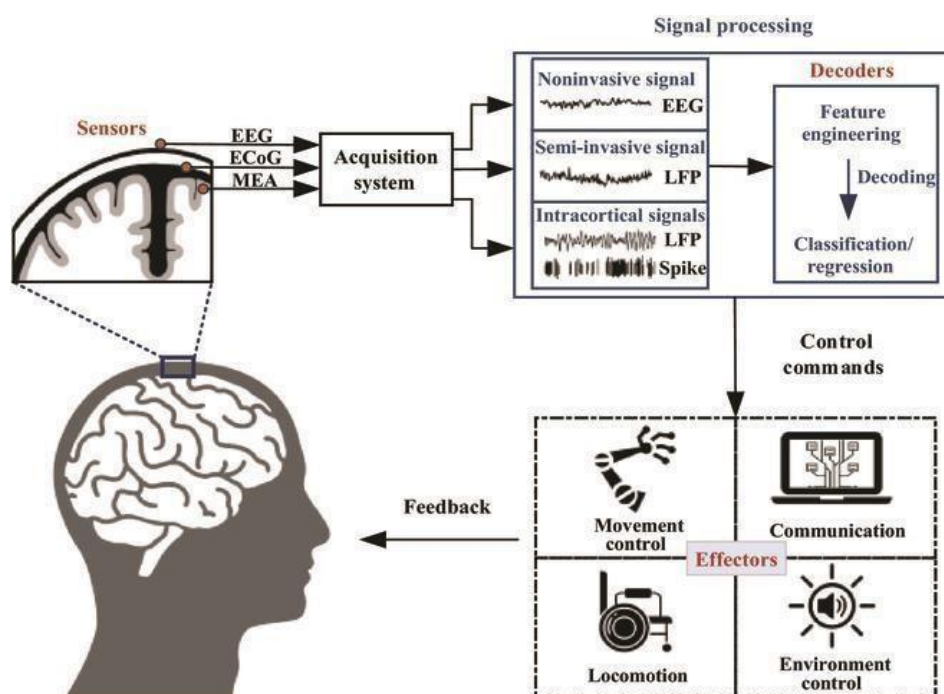 Signal processing
Sensors
EEG
ECoG
MEA
Acquisition
system
Noninvasive signal
EEG
Semi-invasive signal
LFP
Intracortical signals
LFP
Spike
Decoders
Feature
engineering
Decoding
Classification/
regression
Control
commands
Feedback
Movement
control
Communication
Effectors
Locomotion
Environment
control